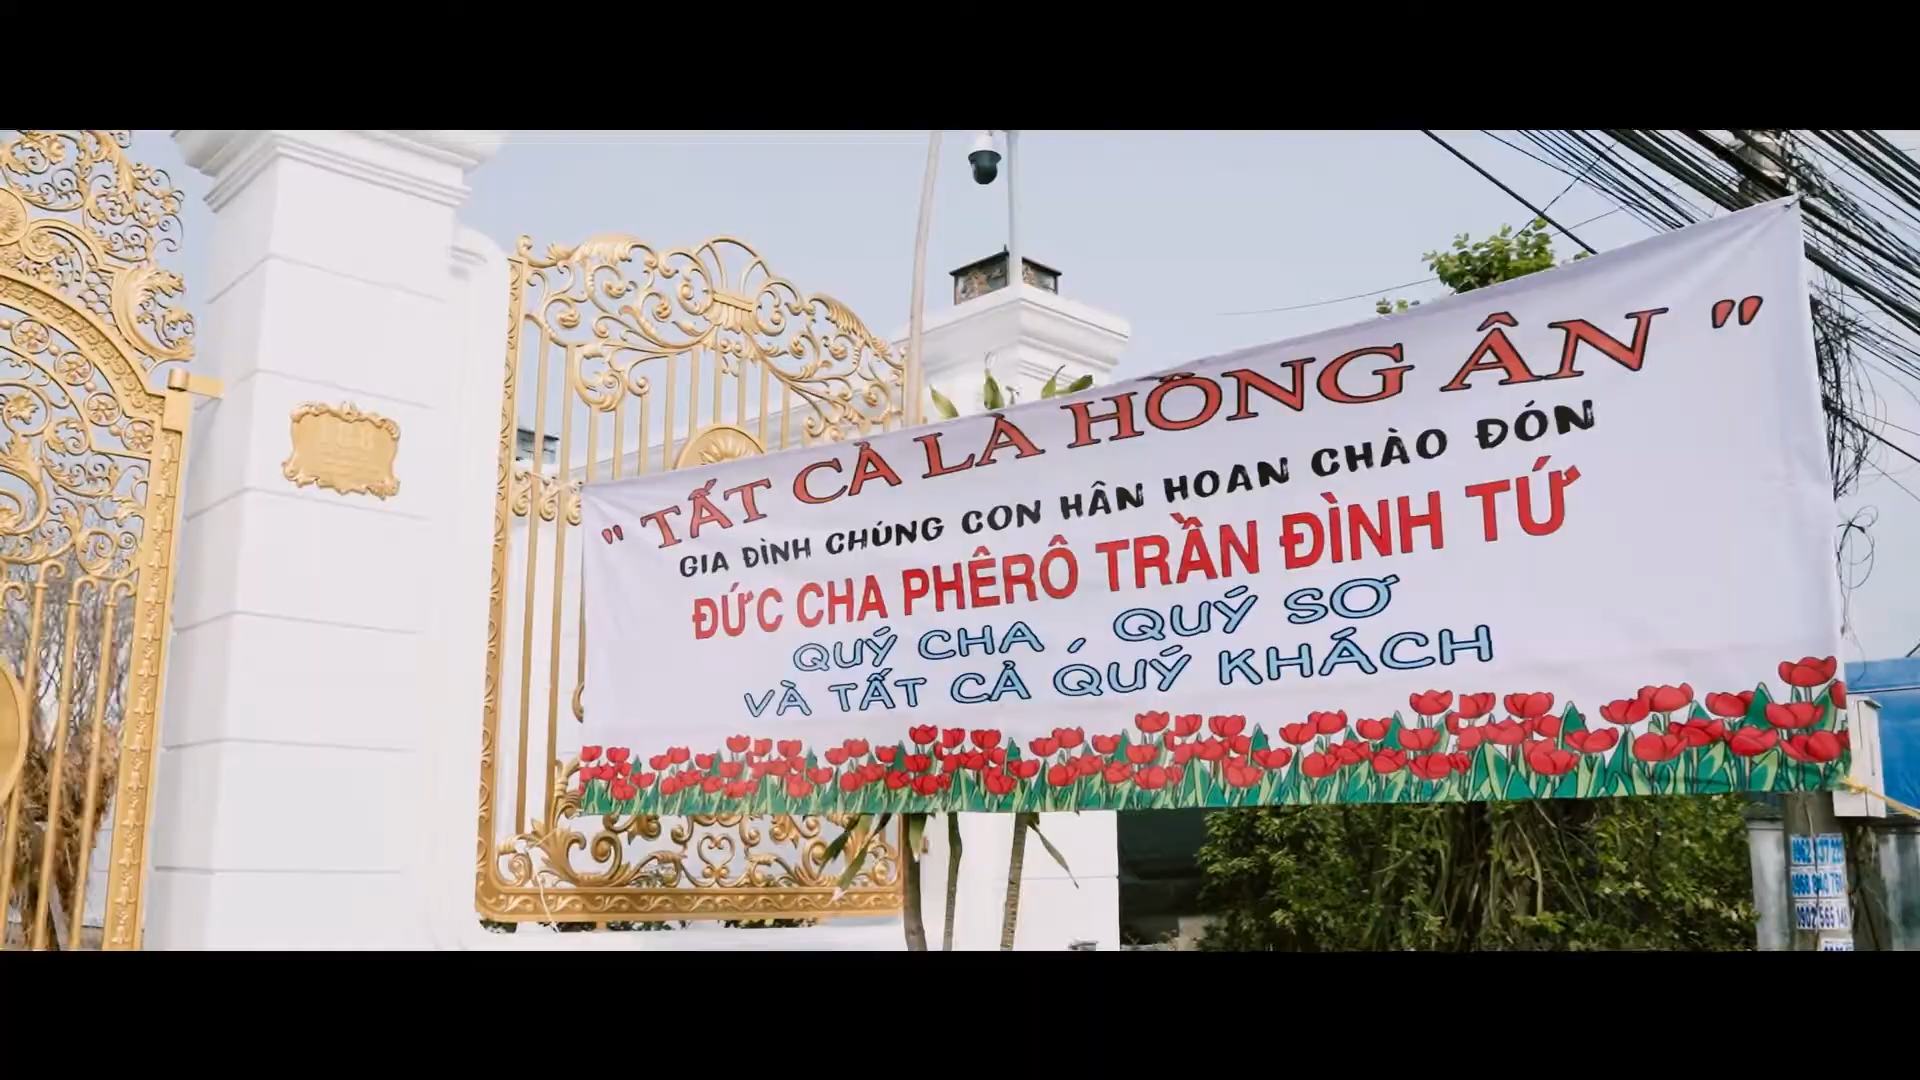 " TẤT CẢ LÀ HỒNG ÂN "
GIA ĐÌNH CHÚNG CON HÂN HOAN CHÀO ĐÓN
ĐỨC CHA PHÊRÔ TRẦN ĐÌNH TỨ
QUÝ CHA , QUÝ SƠ
VÀ TẤT CẢ QUÝ KHÁCH